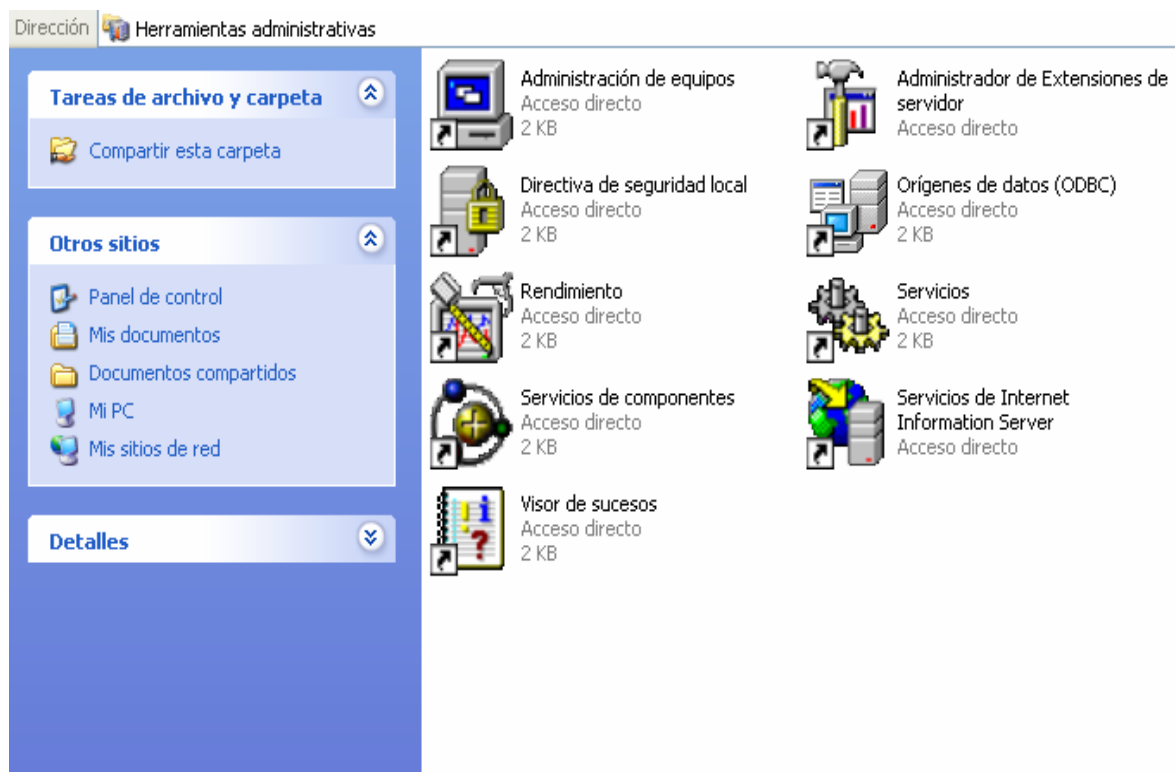 Dirección Herramientas administrativas
Tareas de archivo y carpeta
Compartir esta carpeta
Otros sitios
Panel de control
Mis documentos
Documentos compartidos
Mi PC
Mis sitios de red
Detalles
Administración de equipos
Acceso directo
2 KB
Administrador de Extensiones de
servidor
Acceso directo
Directiva de seguridad local
Acceso directo
2 KB
Orígenes de datos (ODBC)
Acceso directo
2 KB
Rendimiento
Acceso directo
2 KB
Servicios
Acceso directo
2 KB
Servicios de componentes
Acceso directo
2 KB
Servicios de Internet
Information Server
Acceso directo
Visor de sucesos
Acceso directo
2 KB